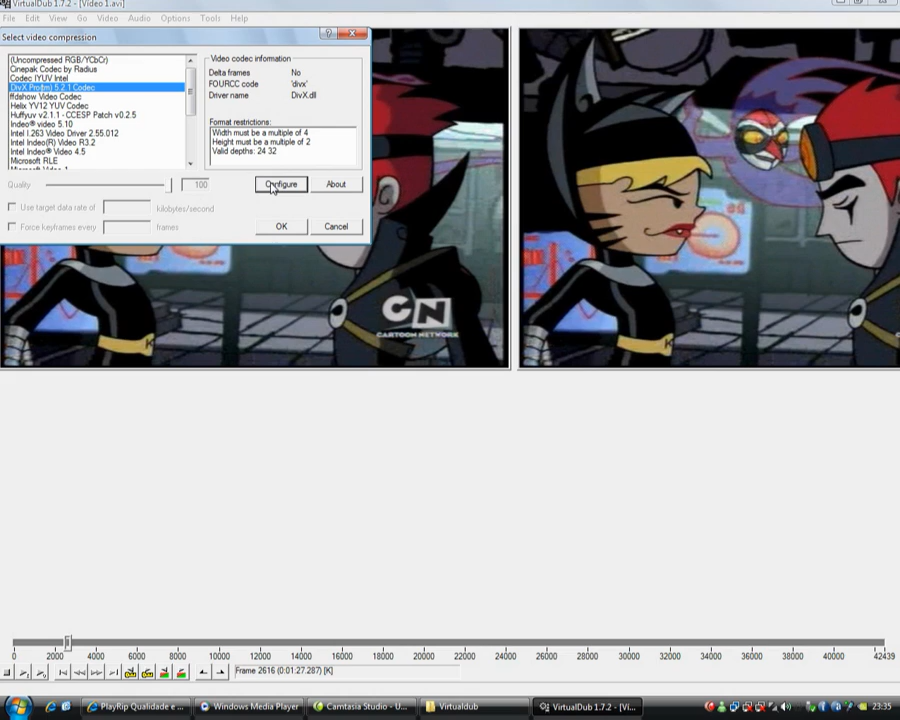 VirtualDub 1.7.2 - [Video 1.avi]
File Edit View Go Video Audio Options Tools Help
Select video compression
(Uncompressed RGB/YCbCr)
Cinepak Codec by Radius
Codec IYUV Intel
DivX Pro(tm) 5.2.1 Codec
ffdshow Video Codec
Helix YV12 YUV Codec
Huffyuv v2.1.1 - CCESP Patch v0.2.5
Indeo® video 5.10
Intel I.263 Video Driver 2.55.012
Intel Indeo(R) Video R3.2
Intel Indeo® Video 4.5
Microsoft RLE
Video codec information
Delta frames No
FOURCC code 'divx'
Driver name DivX.dll
Format restrictions:
Width must be a multiple of 4
Height must be a multiple of 2
Valid depths: 24 32
Quality 100
Configure About
Use target data rate of kilobytes/second
Force keyframes every frames
OK Cancel
CN
CARTOON NETWORK
K
0 2000 4000 6000 8000 10000 12000 14000 16000 18000 20000 22000 24000 26000 28000 30000 32000 34000 36000 38000 40000 42439
Frame 2616 (0:01:27.287) [K]
PlayRip Qualidade e ... Windows Media Player Camtasia Studio - U... Virtualdub VirtualDub 1.7.2 - [Vi... 23:35